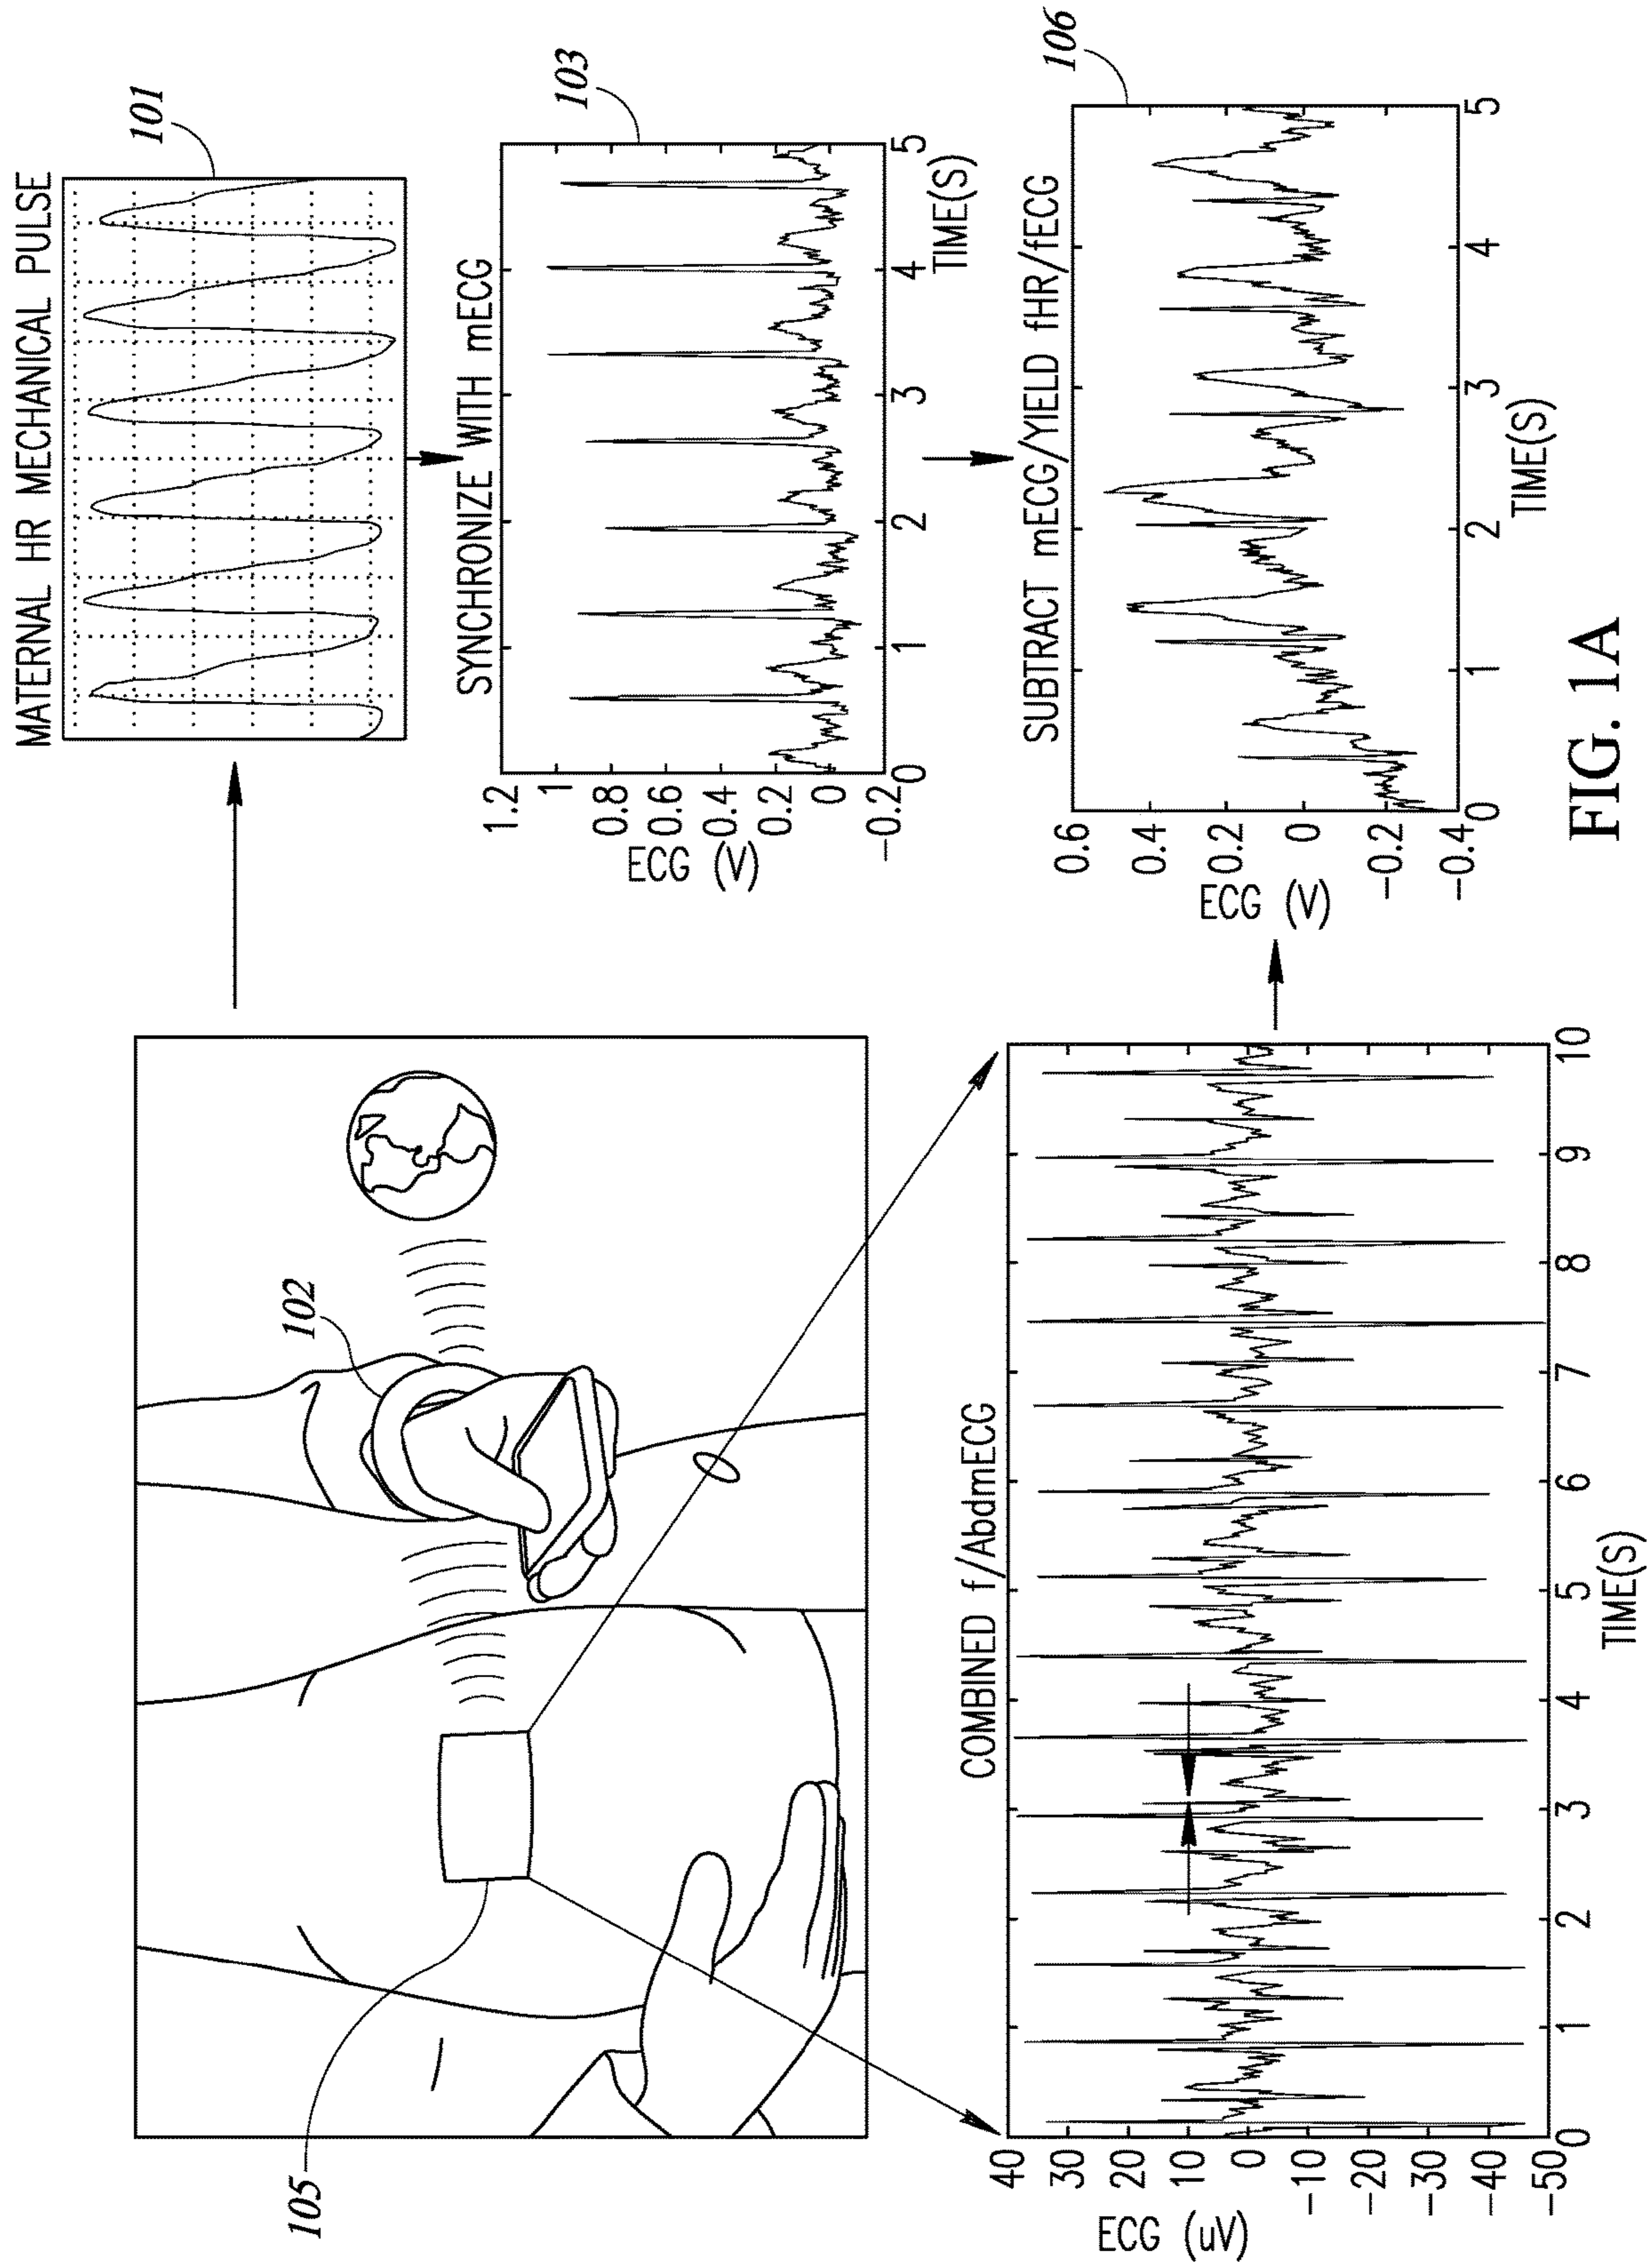 MATERNAL HR MECHANICAL PULSE
101
102
105
SYNCHRONIZE WITH mECG
103
1.2
1
0.8
0.6
0.4
0.2
0
-0.2
ECG (V)
0 1 2 3 4 5
TIME(S)
COMBINED f/AbdmECG
40
30
20
10
0
-10
-20
-30
-40
-50
ECG (uV)
0 1 2 3 4 5 6 7 8 9 10
TIME(S)
SUBTRACT mECG/YIELD fHR/fECG
106
0.6
0.4
0.2
0
-0.2
-0.4
ECG (V)
0 1 2 3 4 5
TIME(S)
FIG. 1A